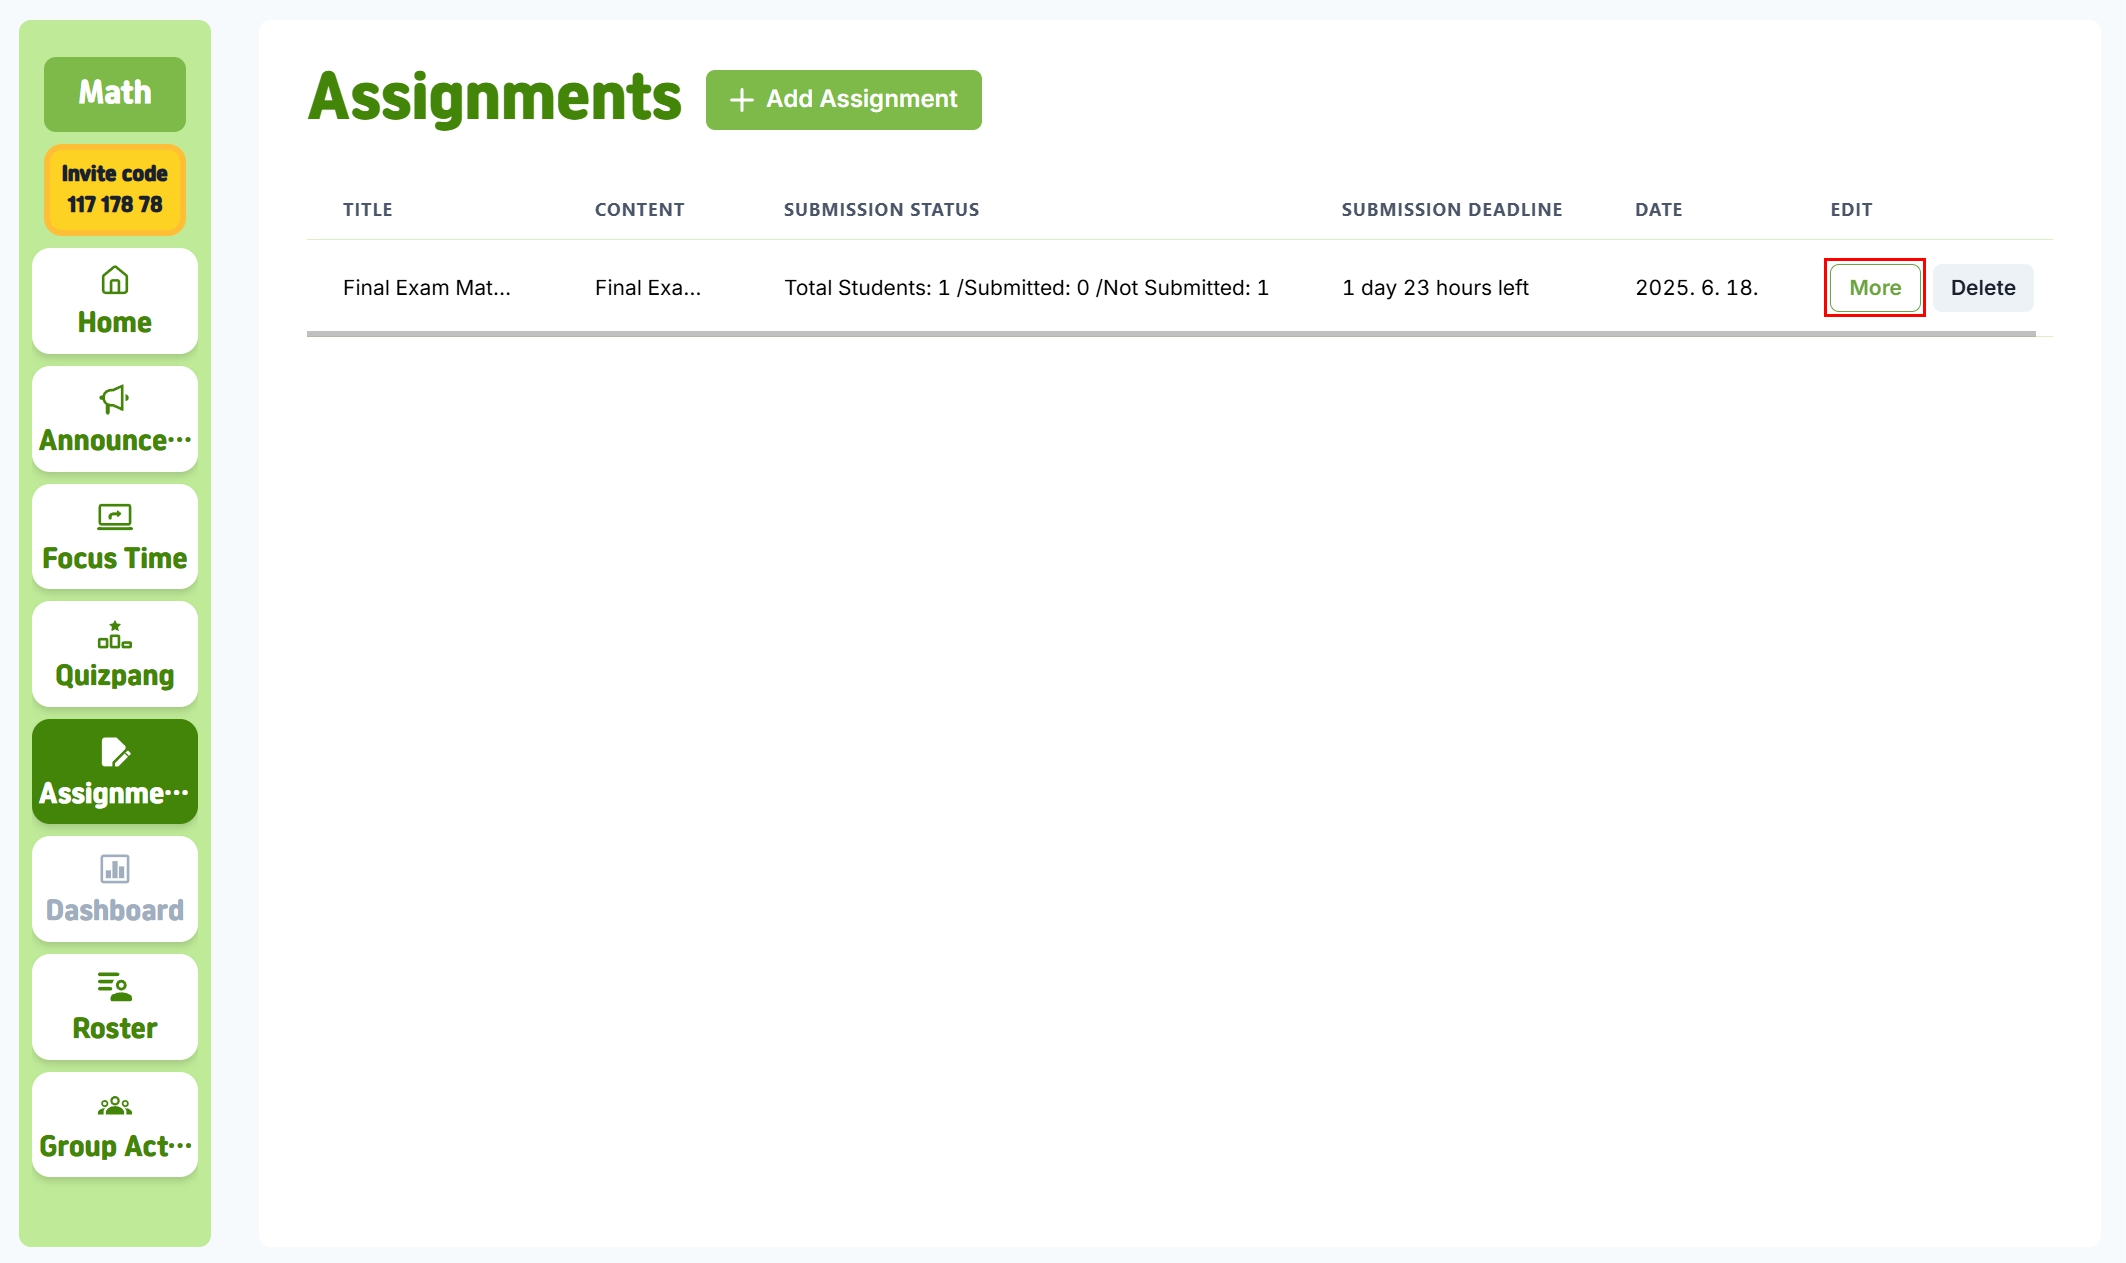 Math
Invite code
117 178 78
Home
Announce···
Focus Time
Quizpang
Assignme···
Dashboard
Roster
Group Act···
Assignments
+ Add Assignment
TITLE CONTENT SUBMISSION STATUS SUBMISSION DEADLINE DATE EDIT
Final Exam Mat... Final Exa... Total Students: 1 /Submitted: 0 /Not Submitted: 1 1 day 23 hours left 2025. 6. 18. More Delete